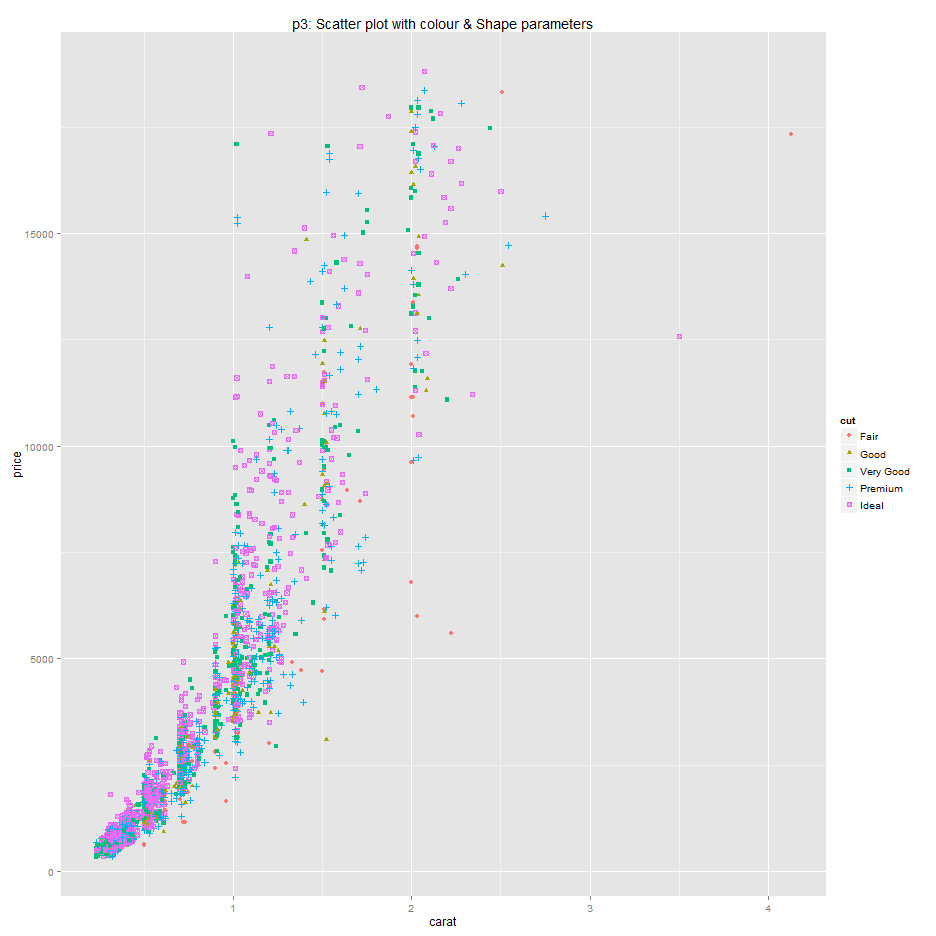 p3: Scatter plot with colour & Shape parameters
price
15000
10000
5000
0
1 2 3 4
carat
cut
Fair
Good
Very Good
Premium
Ideal